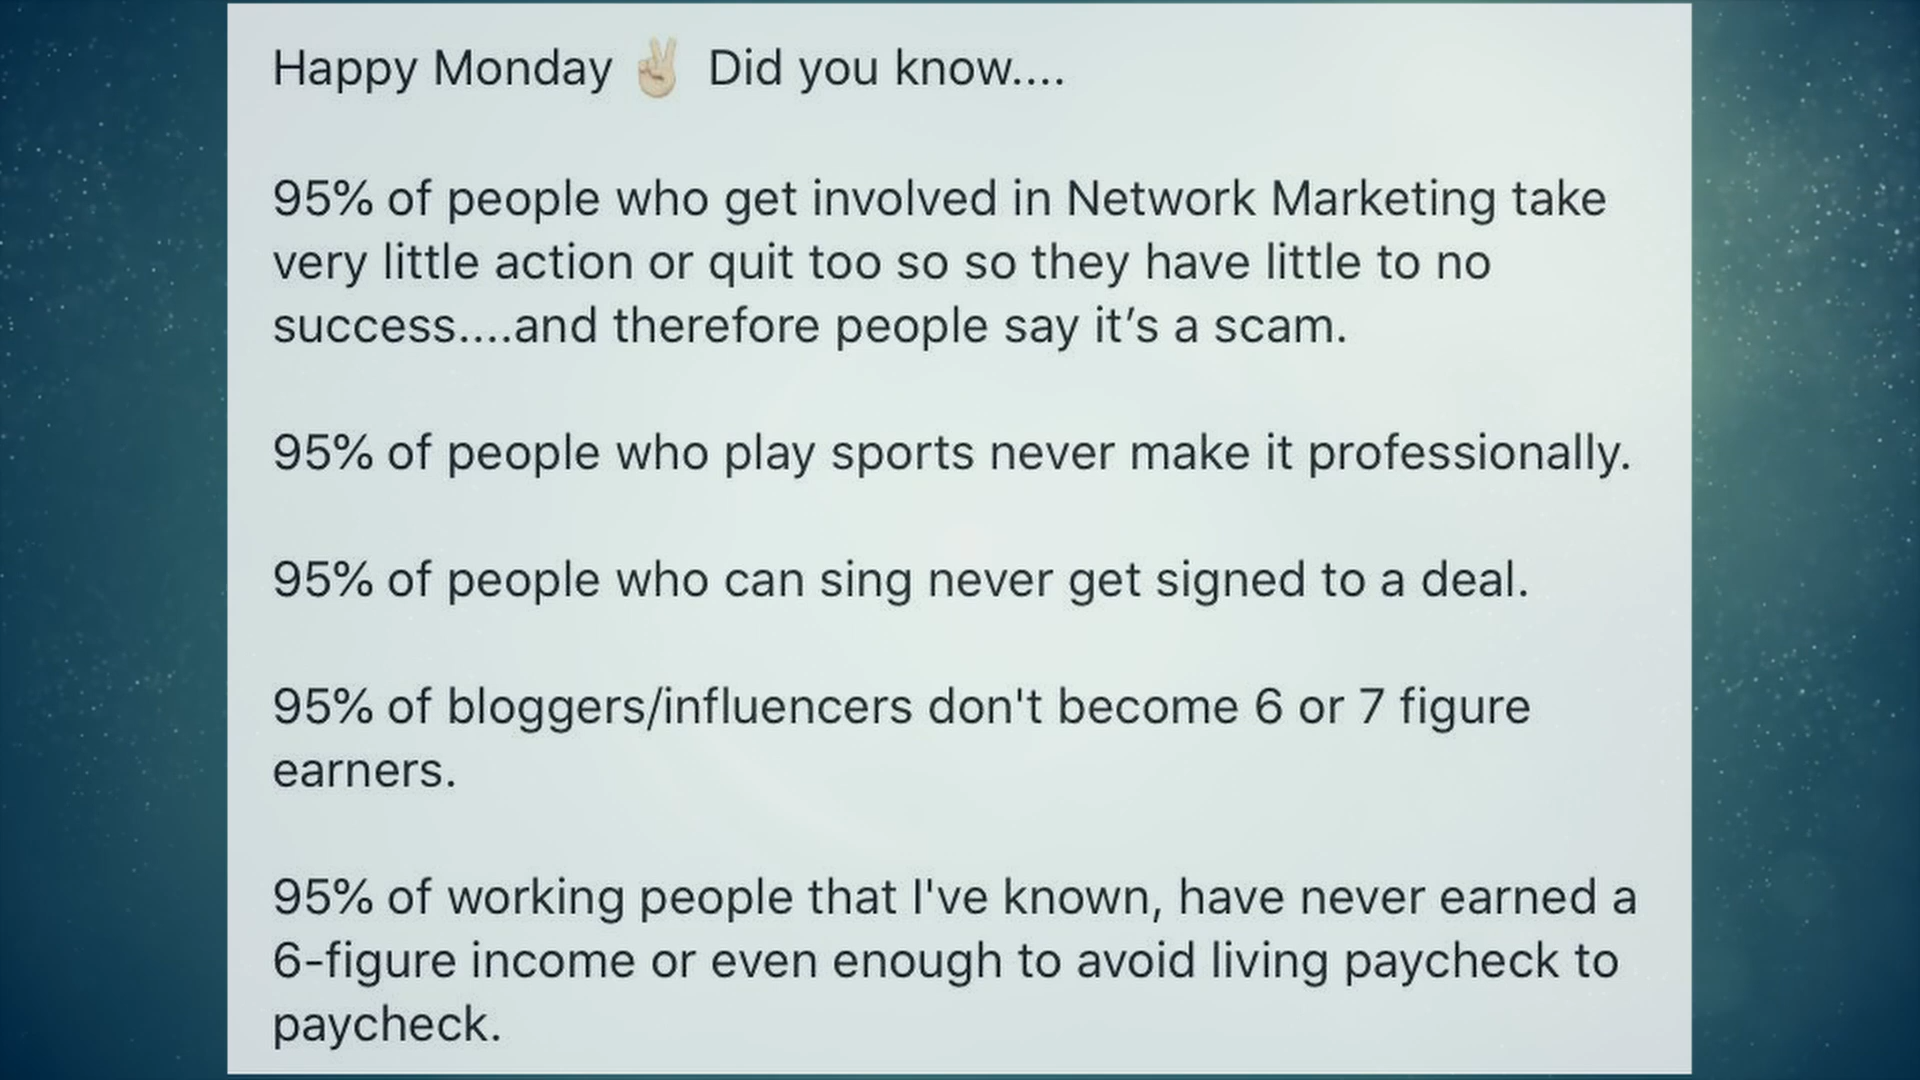 Happy Monday ✌🏼 Did you know....
95% of people who get involved in Network Marketing take
very little action or quit too so so they have little to no
success....and therefore people say it’s a scam.
95% of people who play sports never make it professionally.
95% of people who can sing never get signed to a deal.
95% of bloggers/influencers don't become 6 or 7 figure
earners.
95% of working people that I've known, have never earned a
6-figure income or even enough to avoid living paycheck to
paycheck.